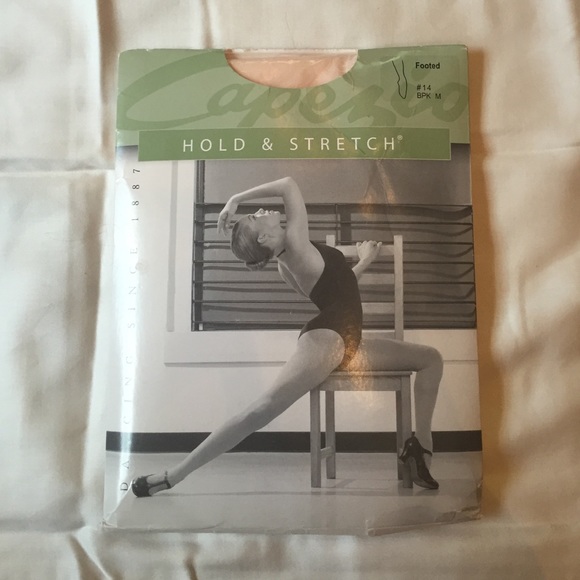 Capezio
Footed
#14
BPK M
HOLD & STRETCH®
DANCING SINCE 1887